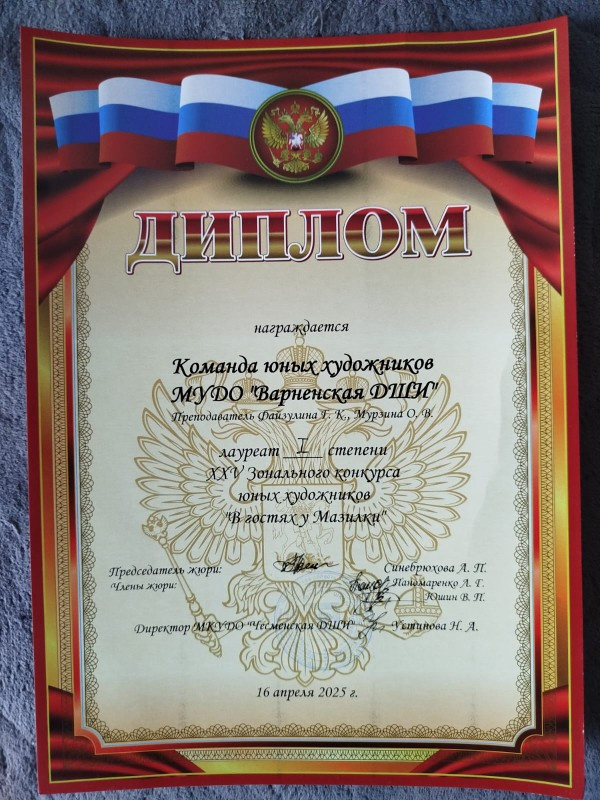 ДИПЛОМ
награждается
Команда юных художников
МУДО "Варненская ДШИ"
Преподаватель Файзулина Г. К., Мурзина О. В.
лауреат I степени
XXV Зонального конкурса
юных художников
"В гостях у Мазилки"
Председатель жюри: Синебрюхова А. П.
Члены жюри: Пономаренко Л. Г.
Юшин В. П.
Директор МКУДО "Чесменская ДШИ" Устинова Н. А.
16 апреля 2025 г.